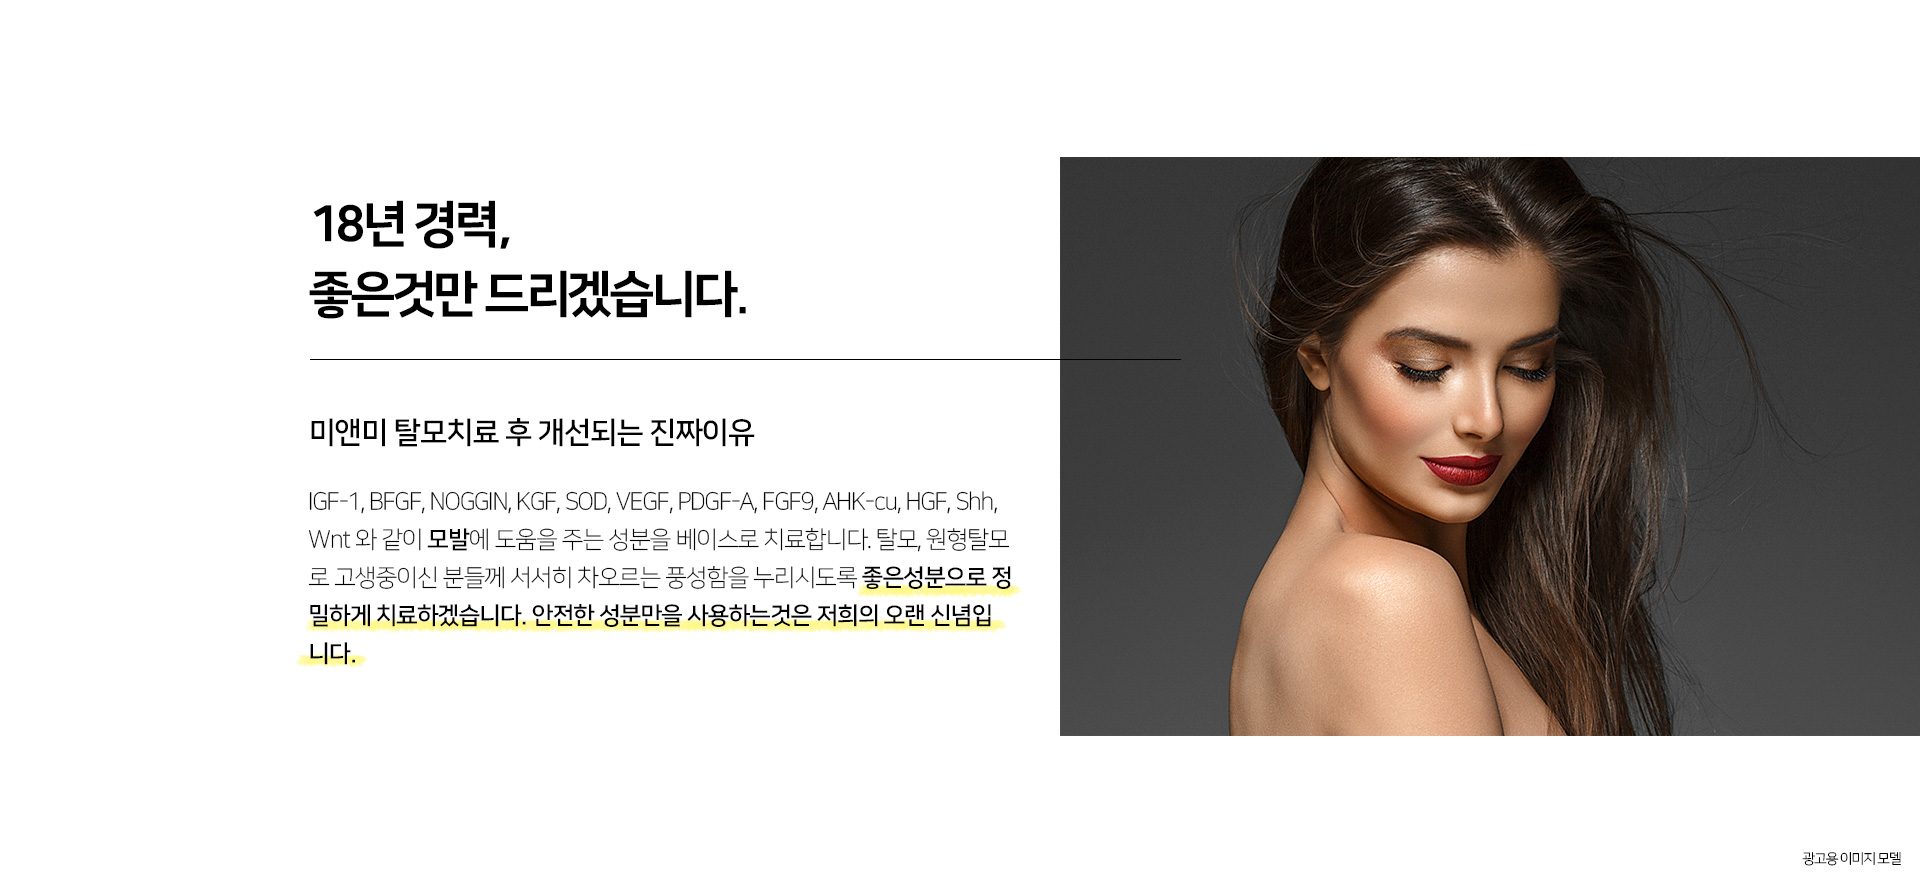 18년 경력,
좋은것만 드리겠습니다.
미앤미 탈모치료 후 개선되는 진짜이유
IGF-1, BFGF, NOGGIN, KGF, SOD, VEGF, PDGF-A, FGF9, AHK-cu, HGF, Shh,
Wnt 와 같이 모발에 도움을 주는 성분을 베이스로 치료합니다. 탈모, 원형탈모
로 고생중이신 분들께 서서히 차오르는 풍성함을 누리시도록 좋은성분으로 정
밀하게 치료하겠습니다. 안전한 성분만을 사용하는것은 저희의 오랜 신념입
니다.
광고용 이미지 모델